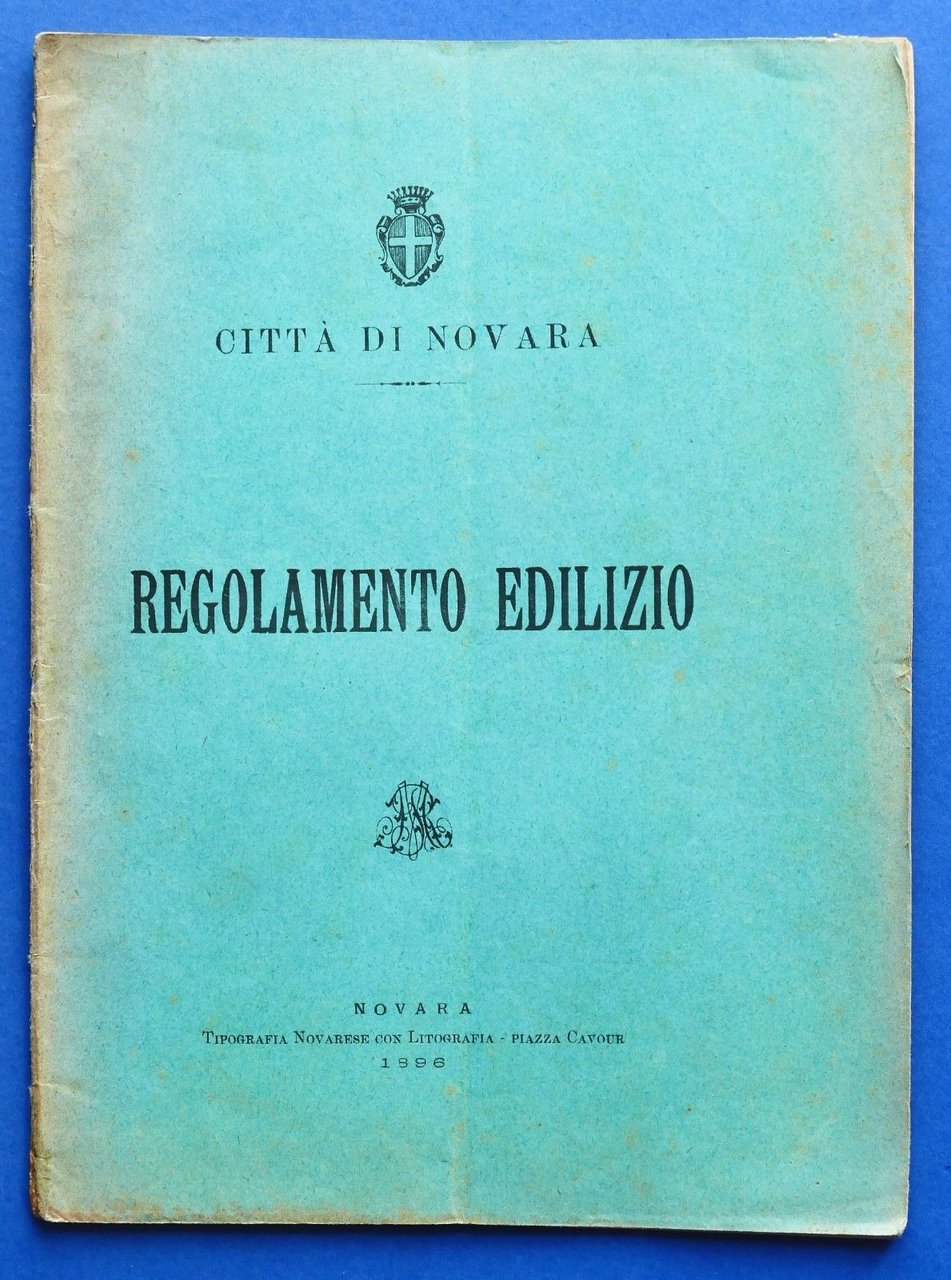 CITTÀ DI NOVARA
REGOLAMENTO EDILIZIO
NOVARA
TIPOGRAFIA NOVARESE CON LITOGRAFIA - PIAZZA CAVOUR
1896